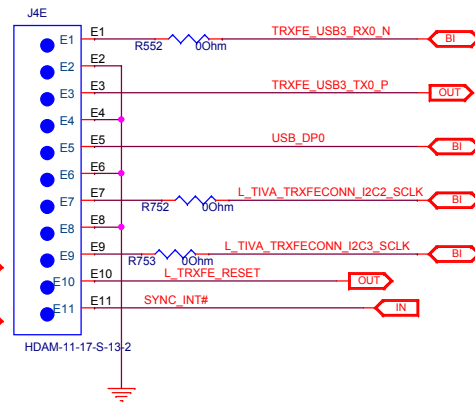 J4E
E1 E1 R552 0Ohm TRXFE_USB3_RX0_N BI
E2 E2
E3 E3 TRXFE_USB3_TX0_P OUT
E4 E4
E5 E5 USB_DP0 BI
E6 E6
E7 E7 R752 0Ohm L_TIVA_TRXFECONN_I2C2_SCLK BI
E8 E8
E9 E9 R753 0Ohm L_TIVA_TRXFECONN_I2C3_SCLK BI
E10 E10 L_TRXFE_RESET OUT
E11 E11 SYNC_INT# IN
HDAM-11-17-S-13-2